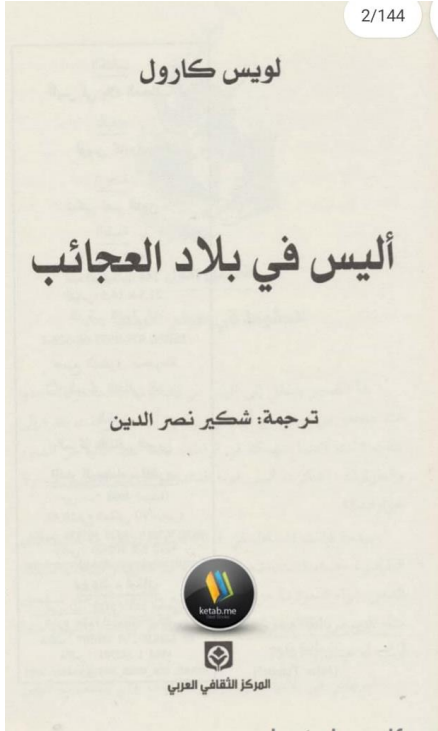 2/144
لويس كارول
أليس في بلاد العجائب
ترجمة: شكير نصر الدين
ketab.me
المركز الثقافي العربي